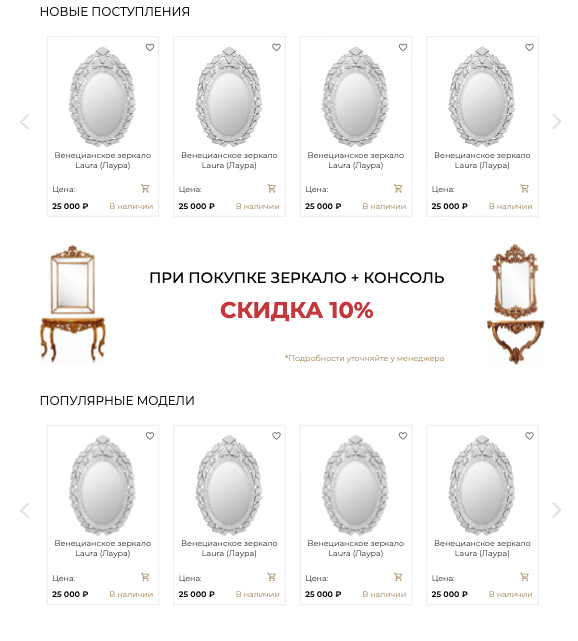 НОВЫЕ ПОСТУПЛЕНИЯ
Венецианское зеркало Венецианское зеркало Венецианское зеркало Венецианское зеркало
Laura (Лаура) Laura (Лаура) Laura (Лаура) Laura (Лаура)
Цена: Цена: Цена: Цена:
25 000 ₽ В наличии 25 000 ₽ В наличии 25 000 ₽ В наличии 25 000 ₽ В наличии
ПРИ ПОКУПКЕ ЗЕРКАЛО + КОНСОЛЬ
СКИДКА 10%
*Подробности уточняйте у менеджера
ПОПУЛЯРНЫЕ МОДЕЛИ
Венецианское зеркало Венецианское зеркало Венецианское зеркало Венецианское зеркало
Laura (Лаура) Laura (Лаура) Laura (Лаура) Laura (Лаура)
Цена: Цена: Цена: Цена:
25 000 ₽ В наличии 25 000 ₽ В наличии 25 000 ₽ В наличии 25 000 ₽ В наличии